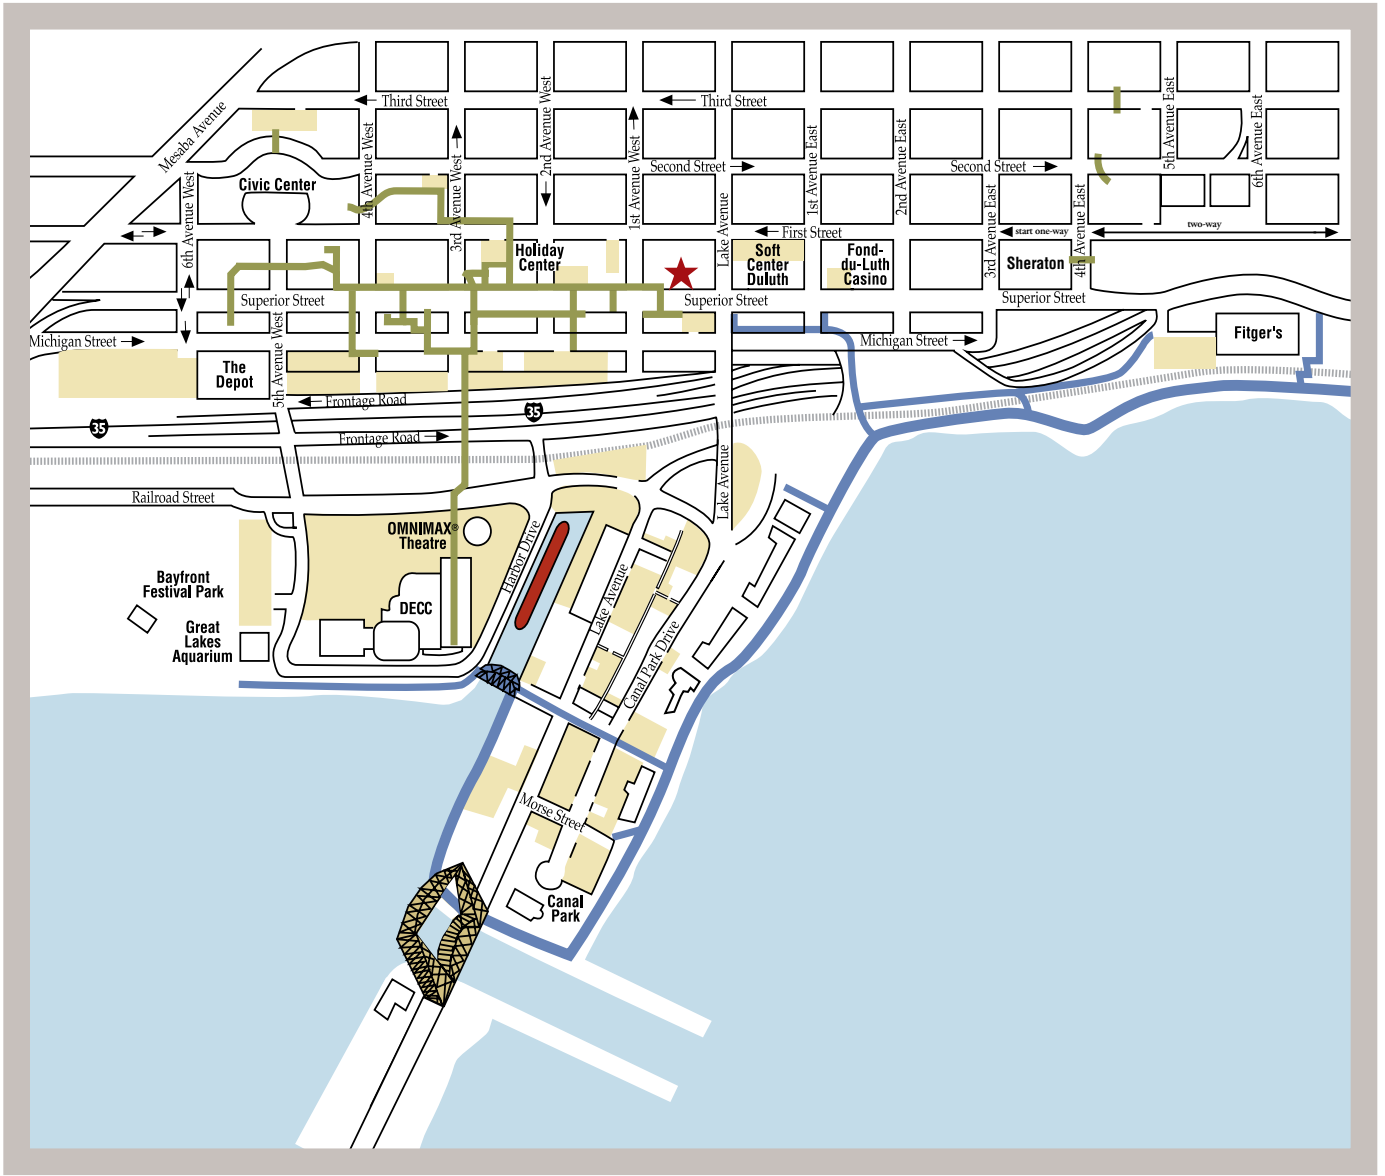 Third Street
Third Street
Mesaba Avenue
4th Avenue West
3rd Avenue West
2nd Avenue West
1st Avenue West
Lake Avenue
1st Avenue East
2nd Avenue East
3rd Avenue East
4th Avenue East
5th Avenue East
6th Avenue East
Second Street
Second Street
Civic Center
6th Avenue West
First Street
start one-way
two-way
Holiday
Center
Soft
Center
Duluth
Fond-
du-Luth
Casino
Sheraton
Superior Street
Superior Street
Superior Street
Michigan Street
Michigan Street
Fitger's
The
Depot
5th Avenue West
Frontage Road
35
35
Frontage Road
Lake Avenue
Railroad Street
OMNIMAX®
Theatre
Harbor Drive
Bayfront
Festival Park
DECC
Lake Avenue
Great
Lakes
Aquarium
Canal Park Drive
Morse Street
Canal
Park